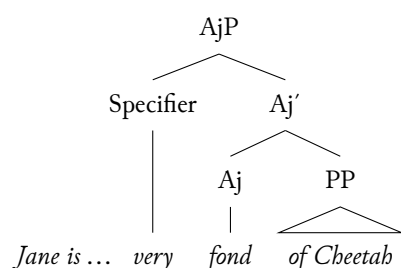 AjP
Specifier Aj′
Aj PP
Jane is … very fond of Cheetah